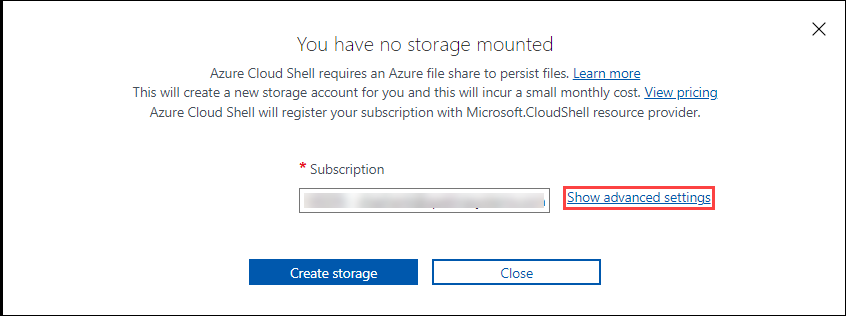 You have no storage mounted
Azure Cloud Shell requires an Azure file share to persist files. Learn more
This will create a new storage account for you and this will incur a small monthly cost. View pricing
Azure Cloud Shell will register your subscription with Microsoft.CloudShell resource provider.
* Subscription
Show advanced settings
Create storage
Close